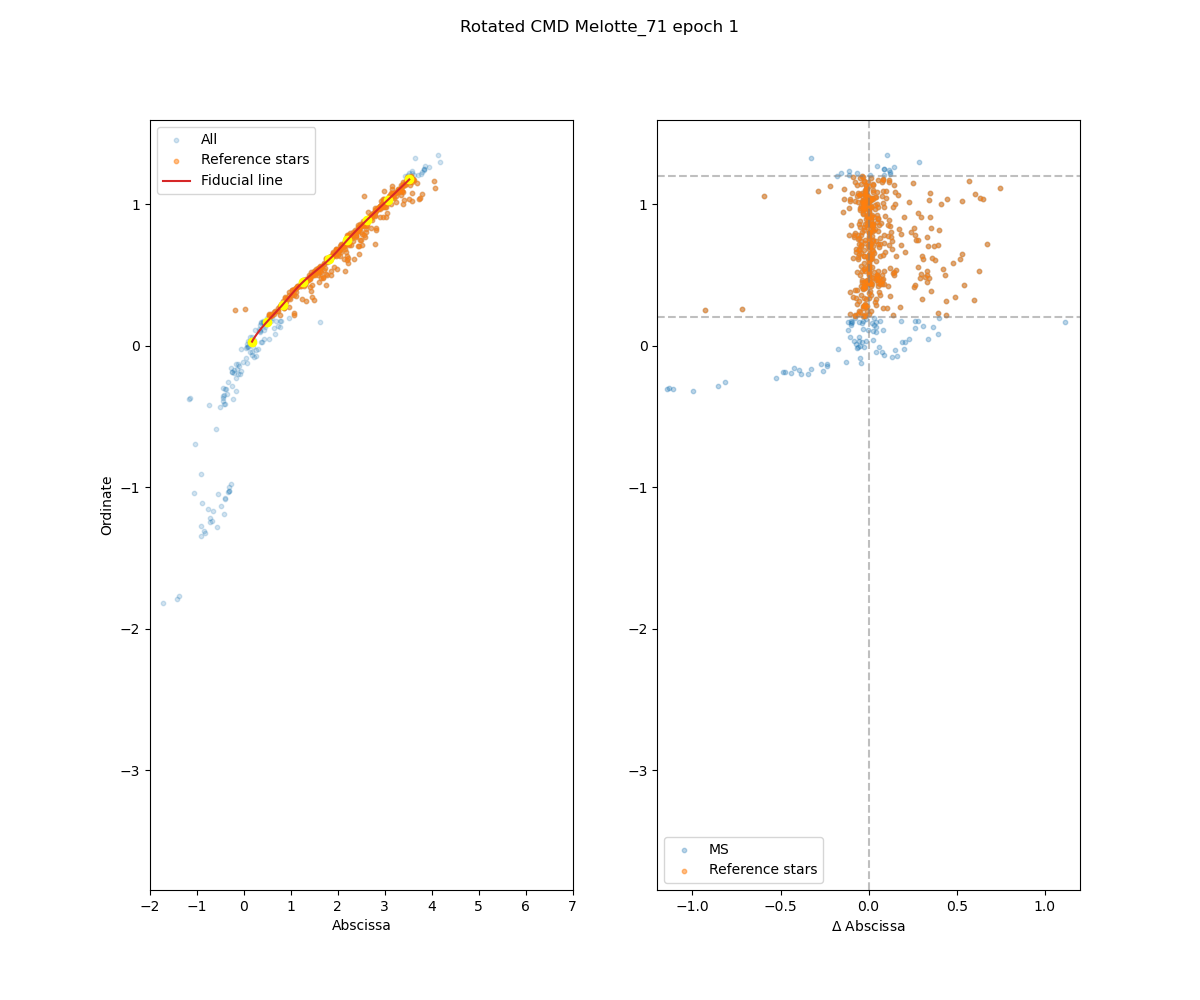 Rotated CMD Melotte_71 epoch 1
All
Reference stars
Fiducial line
1
0
−1
−2
−3
Ordinate
−2 −1 0 1 2 3 4 5 6 7
Abscissa
1
0
−1
−2
−3
MS
Reference stars
−1.0 −0.5 0.0 0.5 1.0
Δ Abscissa